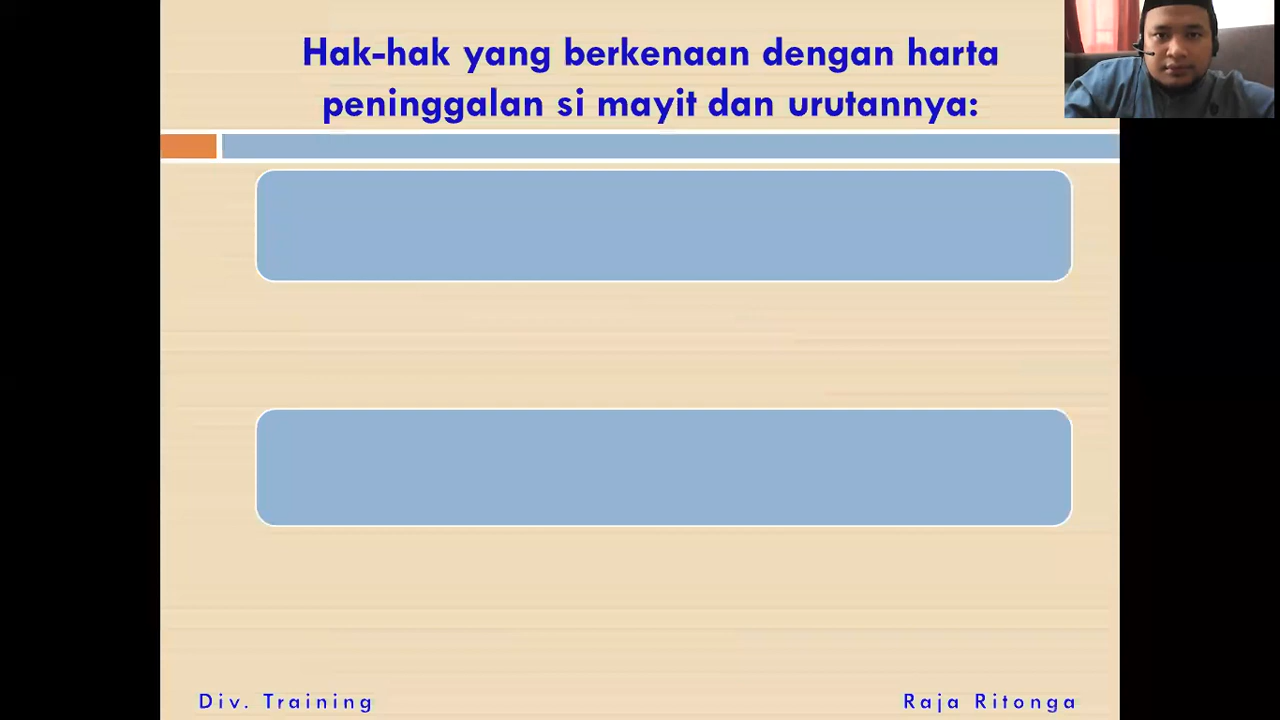 Hak-hak yang berkenaan dengan harta
peninggalan si mayit dan urutannya:
Div. Training
Raja Ritonga